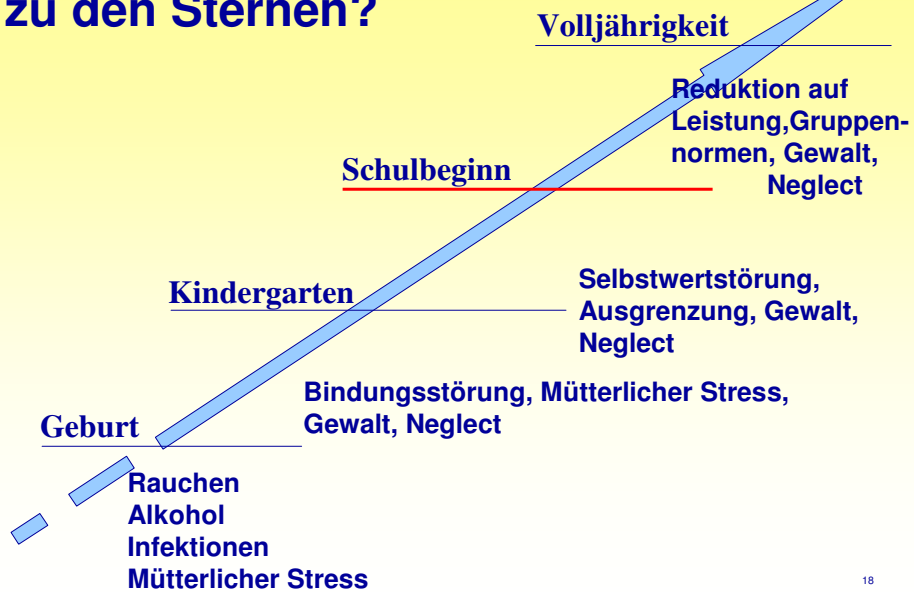 zu den Sternen?
Volljährigkeit
Reduktion auf
Leistung,Gruppen-
normen, Gewalt,
Neglect
Schulbeginn
Kindergarten
Selbstwertstörung,
Ausgrenzung, Gewalt,
Neglect
Bindungsstörung, Mütterlicher Stress,
Gewalt, Neglect
Geburt
Rauchen
Alkohol
Infektionen
Mütterlicher Stress
18